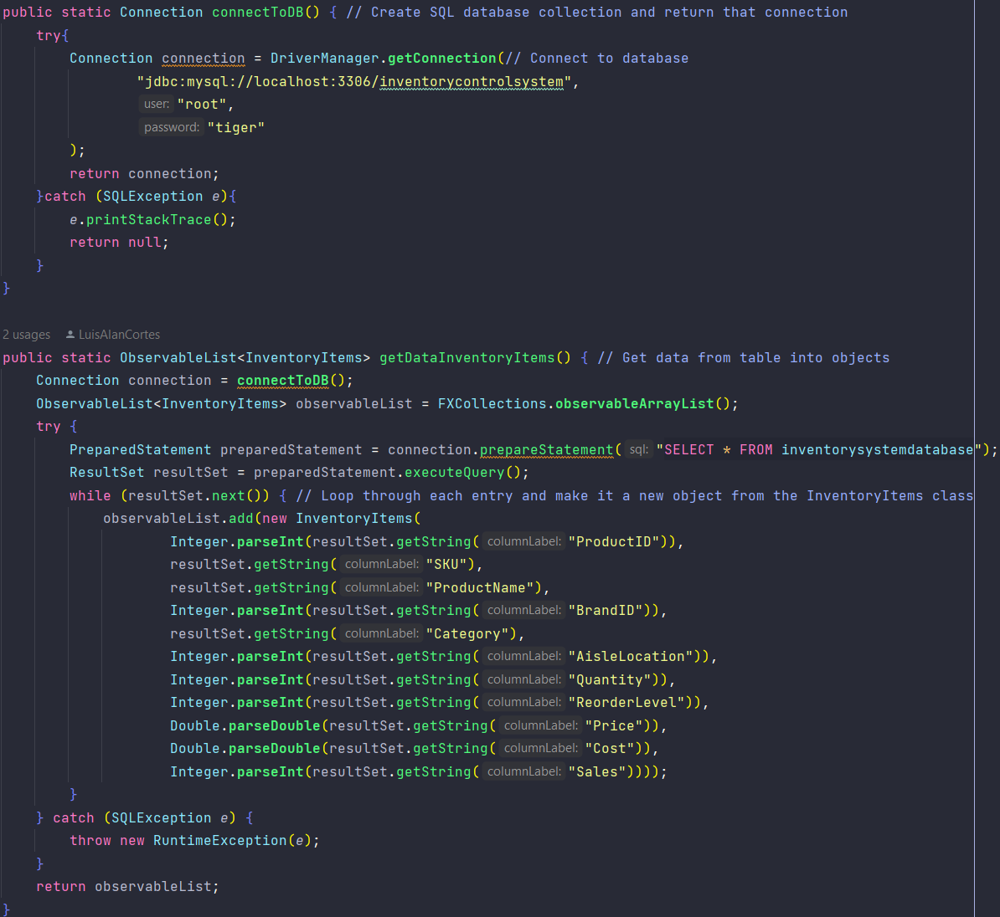 public static Connection connectToDB() { // Create SQL database collection and return that connection
    try{
        Connection connection = DriverManager.getConnection(// Connect to database
                "jdbc:mysql://localhost:3306/inventorycontrolsystem",
                user: "root",
                password: "tiger"
        );
        return connection;
    }catch (SQLException e){
        e.printStackTrace();
        return null;
    }
}
2 usages LuisAlanCortes
public static ObservableList<InventoryItems> getDataInventoryItems() { // Get data from table into objects
    Connection connection = connectToDB();
    ObservableList<InventoryItems> observableList = FXCollections.observableArrayList();
    try {
        PreparedStatement preparedStatement = connection.prepareStatement( sql: "SELECT * FROM inventorysystemdatabase");
        ResultSet resultSet = preparedStatement.executeQuery();
        while (resultSet.next()) { // Loop through each entry and make it a new object from the InventoryItems class
            observableList.add(new InventoryItems(
                    Integer.parseInt(resultSet.getString( columnLabel: "ProductID")),
                    resultSet.getString( columnLabel: "SKU"),
                    resultSet.getString( columnLabel: "ProductName"),
                    Integer.parseInt(resultSet.getString( columnLabel: "BrandID")),
                    resultSet.getString( columnLabel: "Category"),
                    Integer.parseInt(resultSet.getString( columnLabel: "AisleLocation")),
                    Integer.parseInt(resultSet.getString( columnLabel: "Quantity")),
                    Integer.parseInt(resultSet.getString( columnLabel: "ReorderLevel")),
                    Double.parseDouble(resultSet.getString( columnLabel: "Price")),
                    Double.parseDouble(resultSet.getString( columnLabel: "Cost")),
                    Integer.parseInt(resultSet.getString( columnLabel: "Sales"))));
        }
    } catch (SQLException e) {
        throw new RuntimeException(e);
    }
    return observableList;
}